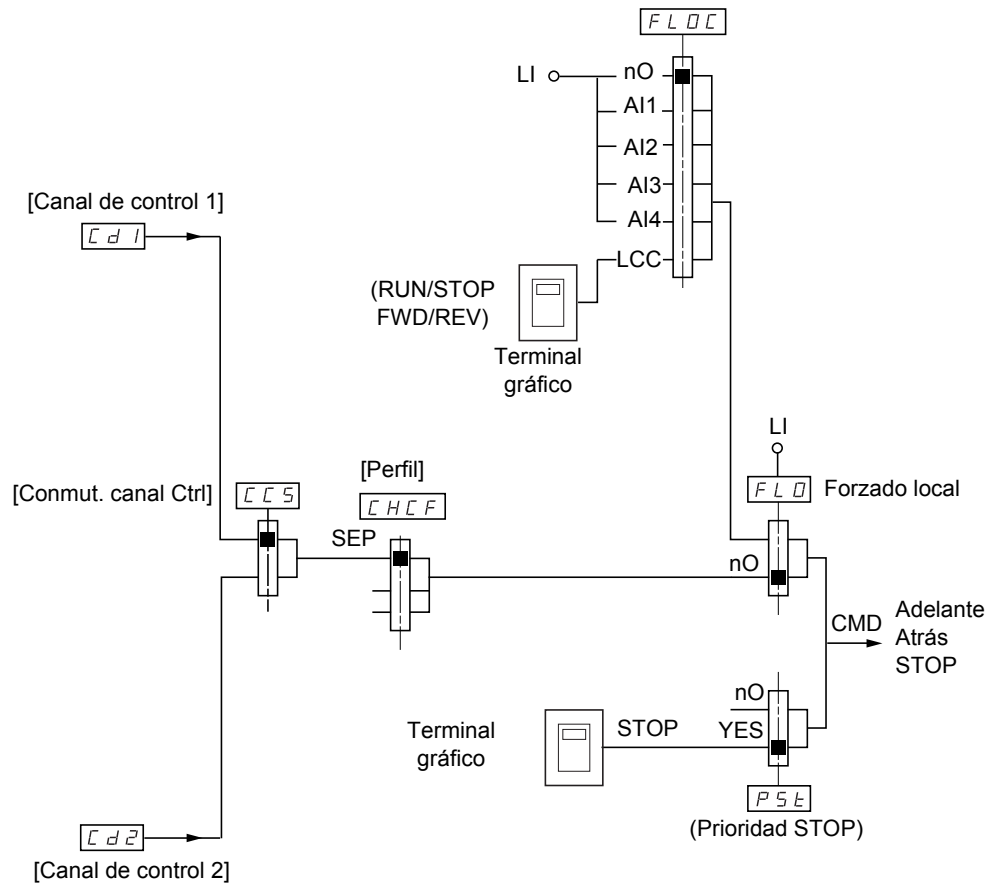 FLOC
LI
nO
AI1
AI2
AI3
AI4
LCC
[Canal de control 1]
Cd1
(RUN/STOP
FWD/REV)
Terminal
gráfico
LI
[Perfil]
[Conmut. canal Ctrl]
CCS
CHCF
FLO
Forzado local
SEP
nO
CMD
Adelante
Atrás
STOP
nO
Terminal
gráfico
STOP
YES
PSt
(Prioridad STOP)
Cd2
[Canal de control 2]